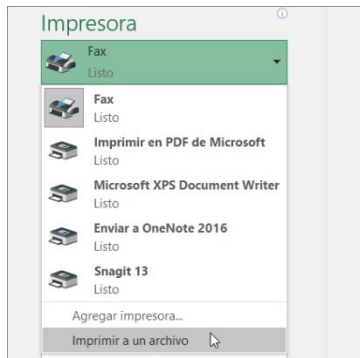 Impresora
Fax
Listo
Fax
Listo
Imprimir en PDF de Microsoft
Listo
Microsoft XPS Document Writer
Listo
Enviar a OneNote 2016
Listo
Snagit 13
Listo
Agregar impresora...
Imprimir a un archivo